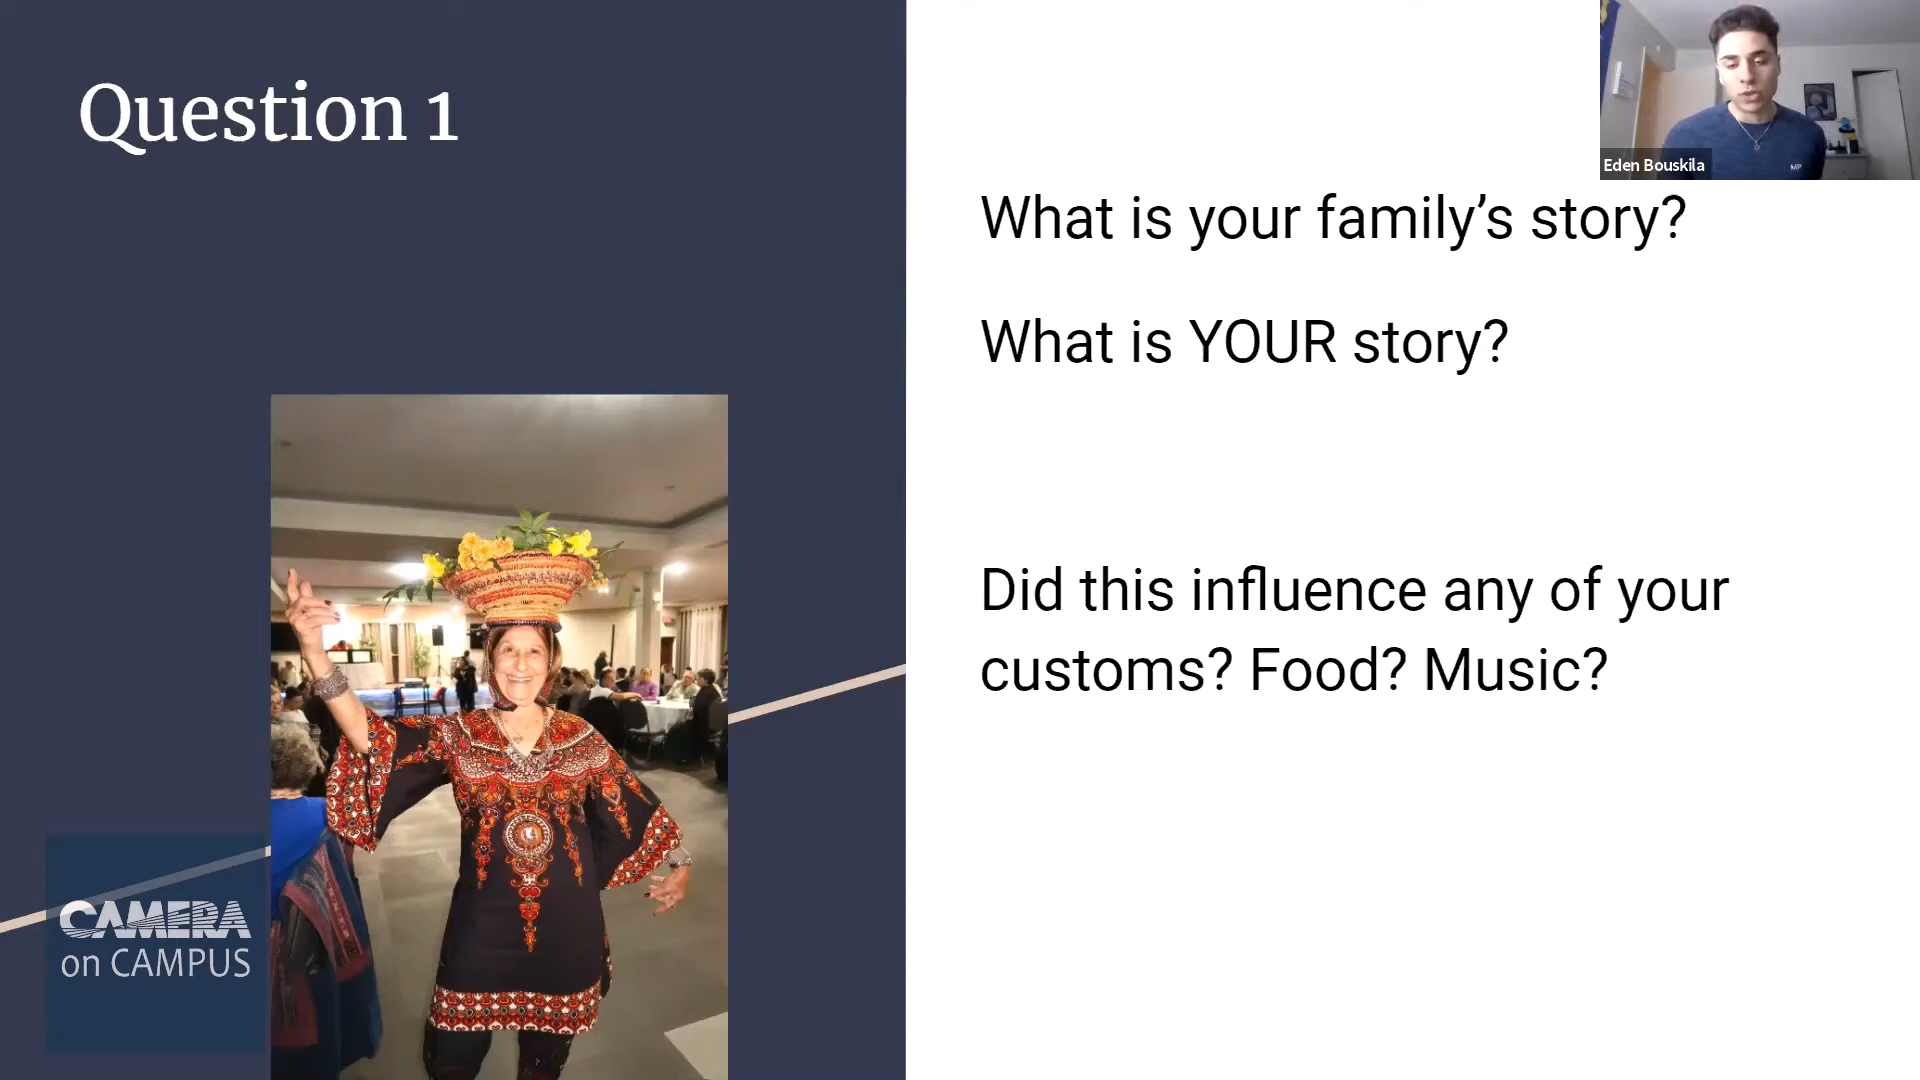 Question 1
What is your family’s story?
What is YOUR story?
Did this influence any of your
customs? Food? Music?
Eden Bouskila
MP
CAMERA
on CAMPUS